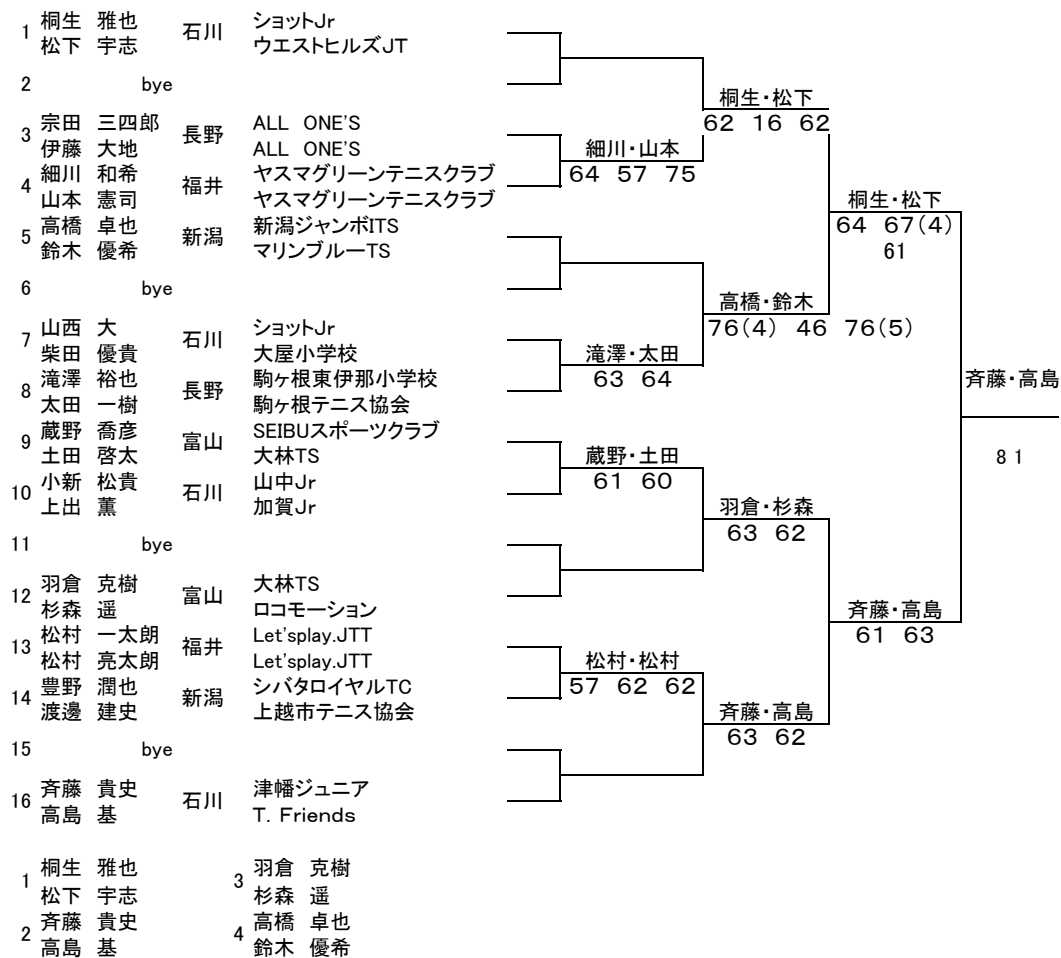 1 桐生 雅也 石川 ショットJr
松下 宇志 ウエストヒルズJT
2 bye
桐生・松下
62 16 62
3 宗田 三四郎 長野 ALL ONE'S
伊藤 大地 ALL ONE'S
細川・山本
64 57 75
4 細川 和希 福井 ヤスマグリーンテニスクラブ
山本 憲司 ヤスマグリーンテニスクラブ
桐生・松下
64 67(4)
61
5 高橋 卓也 新潟 新潟ジャンボITS
鈴木 優希 マリンブルーTS
6 bye
高橋・鈴木
76(4) 46 76(5)
7 山西 大 石川 ショットJr
柴田 優貴 大屋小学校
滝澤・太田
63 64
8 滝澤 裕也 長野 駒ヶ根東伊那小学校
太田 一樹 駒ヶ根テニス協会
斉藤・高島
8 1
9 蔵野 喬彦 富山 SEIBUスポーツクラブ
土田 啓太 大林TS
蔵野・土田
61 60
10 小新 松貴 石川 山中Jr
上出 薫 加賀Jr
羽倉・杉森
63 62
11 bye
12 羽倉 克樹 富山 大林TS
杉森 遥 ロコモーション
斉藤・高島
61 63
13 松村 一太朗 福井 Let'splay.JTT
松村 亮太朗 Let'splay.JTT
松村・松村
57 62 62
14 豊野 潤也 新潟 シバタロイヤルTC
渡邊 建史 上越市テニス協会
斉藤・高島
63 62
15 bye
16 斉藤 貴史 石川 津幡ジュニア
高島 基 T. Friends
1 桐生 雅也
松下 宇志
2 斉藤 貴史
高島 基
3 羽倉 克樹
杉森 遥
4 高橋 卓也
鈴木 優希